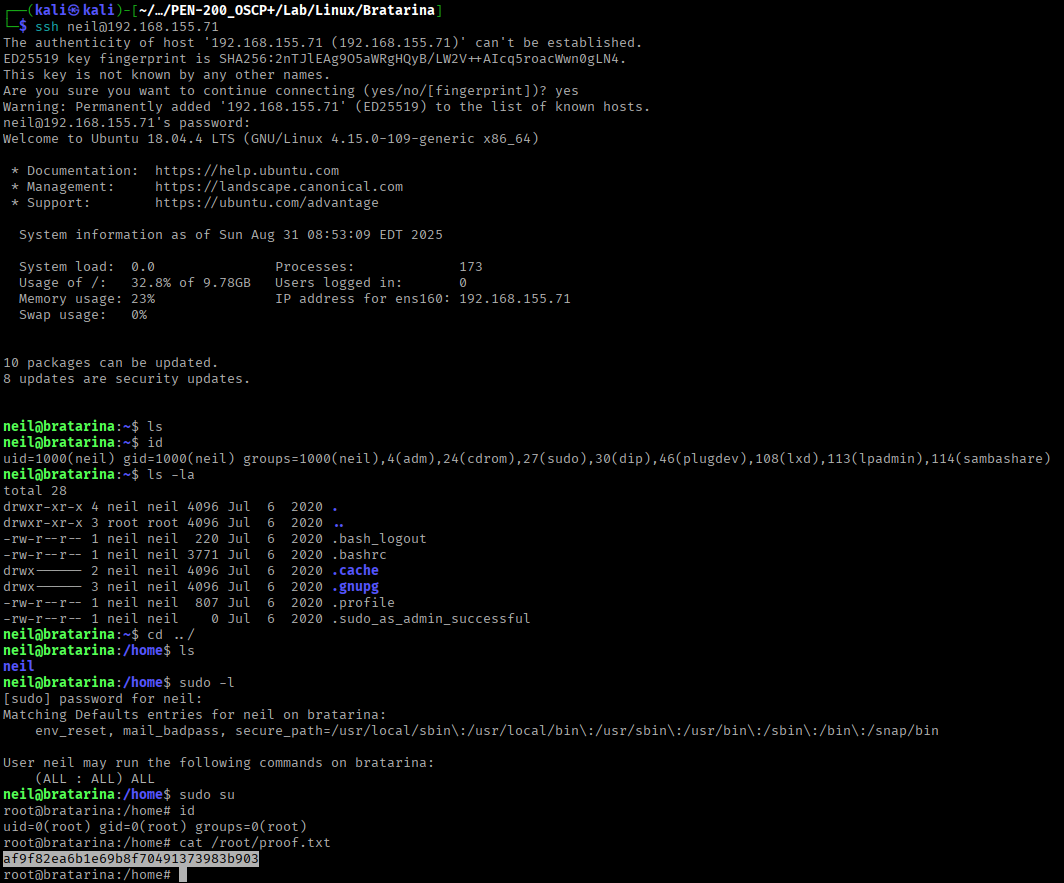 ┌──(kali㉿kali)-[~/…/PEN-200_OSCP+/Lab/Linux/Bratarina]
└─$ ssh neil@192.168.155.71
The authenticity of host '192.168.155.71 (192.168.155.71)' can't be established.
ED25519 key fingerprint is SHA256:2nTJlEAg9O5aWRgHQyB/LW2V++AIcq5roacWwn0gLN4.
This key is not known by any other names.
Are you sure you want to continue connecting (yes/no/[fingerprint])? yes
Warning: Permanently added '192.168.155.71' (ED25519) to the list of known hosts.
neil@192.168.155.71's password:
Welcome to Ubuntu 18.04.4 LTS (GNU/Linux 4.15.0-109-generic x86_64)
* Documentation:  https://help.ubuntu.com
* Management:     https://landscape.canonical.com
* Support:        https://ubuntu.com/advantage
System information as of Sun Aug 31 08:53:09 EDT 2025
System load:  0.0               Processes:             173
Usage of /:   32.8% of 9.78GB   Users logged in:       0
Memory usage: 23%               IP address for ens160: 192.168.155.71
Swap usage:   0%
10 packages can be updated.
8 updates are security updates.
neil@bratarina:~$ ls
neil@bratarina:~$ id
uid=1000(neil) gid=1000(neil) groups=1000(neil),4(adm),24(cdrom),27(sudo),30(dip),46(plugdev),108(lxd),113(lpadmin),114(sambashare)
neil@bratarina:~$ ls -la
total 28
drwxr-xr-x 4 neil neil 4096 Jul  6  2020 .
drwxr-xr-x 3 root root 4096 Jul  6  2020 ..
-rw-r--r-- 1 neil neil  220 Jul  6  2020 .bash_logout
-rw-r--r-- 1 neil neil 3771 Jul  6  2020 .bashrc
drwx------ 2 neil neil 4096 Jul  6  2020 .cache
drwx------ 3 neil neil 4096 Jul  6  2020 .gnupg
-rw-r--r-- 1 neil neil  807 Jul  6  2020 .profile
-rw-r--r-- 1 neil neil    0 Jul  6  2020 .sudo_as_admin_successful
neil@bratarina:~$ cd ../
neil@bratarina:/home$ ls
neil
neil@bratarina:/home$ sudo -l
[sudo] password for neil:
Matching Defaults entries for neil on bratarina:
env_reset, mail_badpass, secure_path=/usr/local/sbin\:/usr/local/bin\:/usr/sbin\:/usr/bin\:/sbin\:/bin\:/snap/bin
User neil may run the following commands on bratarina:
(ALL : ALL) ALL
neil@bratarina:/home$ sudo su
root@bratarina:/home# id
uid=0(root) gid=0(root) groups=0(root)
root@bratarina:/home# cat /root/proof.txt
af9f82ea6b1e69b8f70491373983b903
root@bratarina:/home#